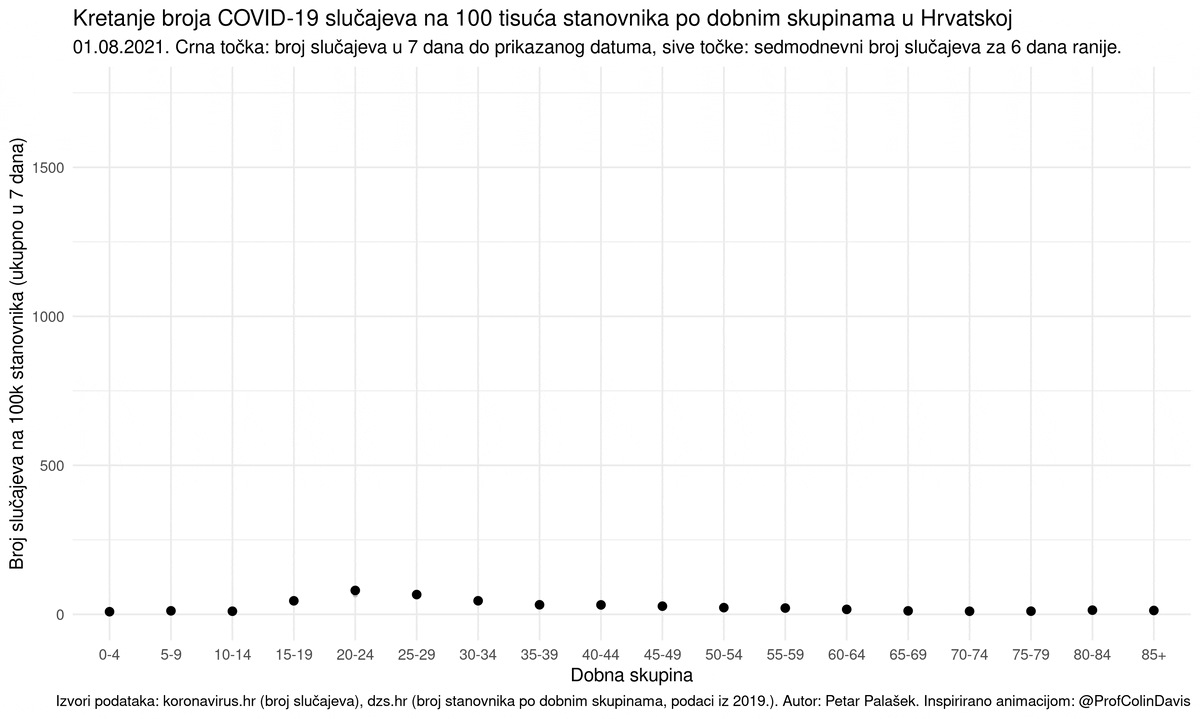 Kretanje broja COVID-19 slučajeva na 100 tisuća stanovnika po dobnim skupinama u Hrvatskoj
01.08.2021. Crna točka: broj slučajeva u 7 dana do prikazanog datuma, sive točke: sedmodnevni broj slučajeva za 6 dana ranije.
Broj slučajeva na 100k stanovnika (ukupno u 7 dana)
1500
1000
500
0
0-4 5-9 10-14 15-19 20-24 25-29 30-34 35-39 40-44 45-49 50-54 55-59 60-64 65-69 70-74 75-79 80-84 85+
Dobna skupina
Izvori podataka: koronavirus.hr (broj slučajeva), dzs.hr (broj stanovnika po dobnim skupinama, podaci iz 2019.). Autor: Petar Palašek. Inspirirano animacijom: @ProfColinDavis